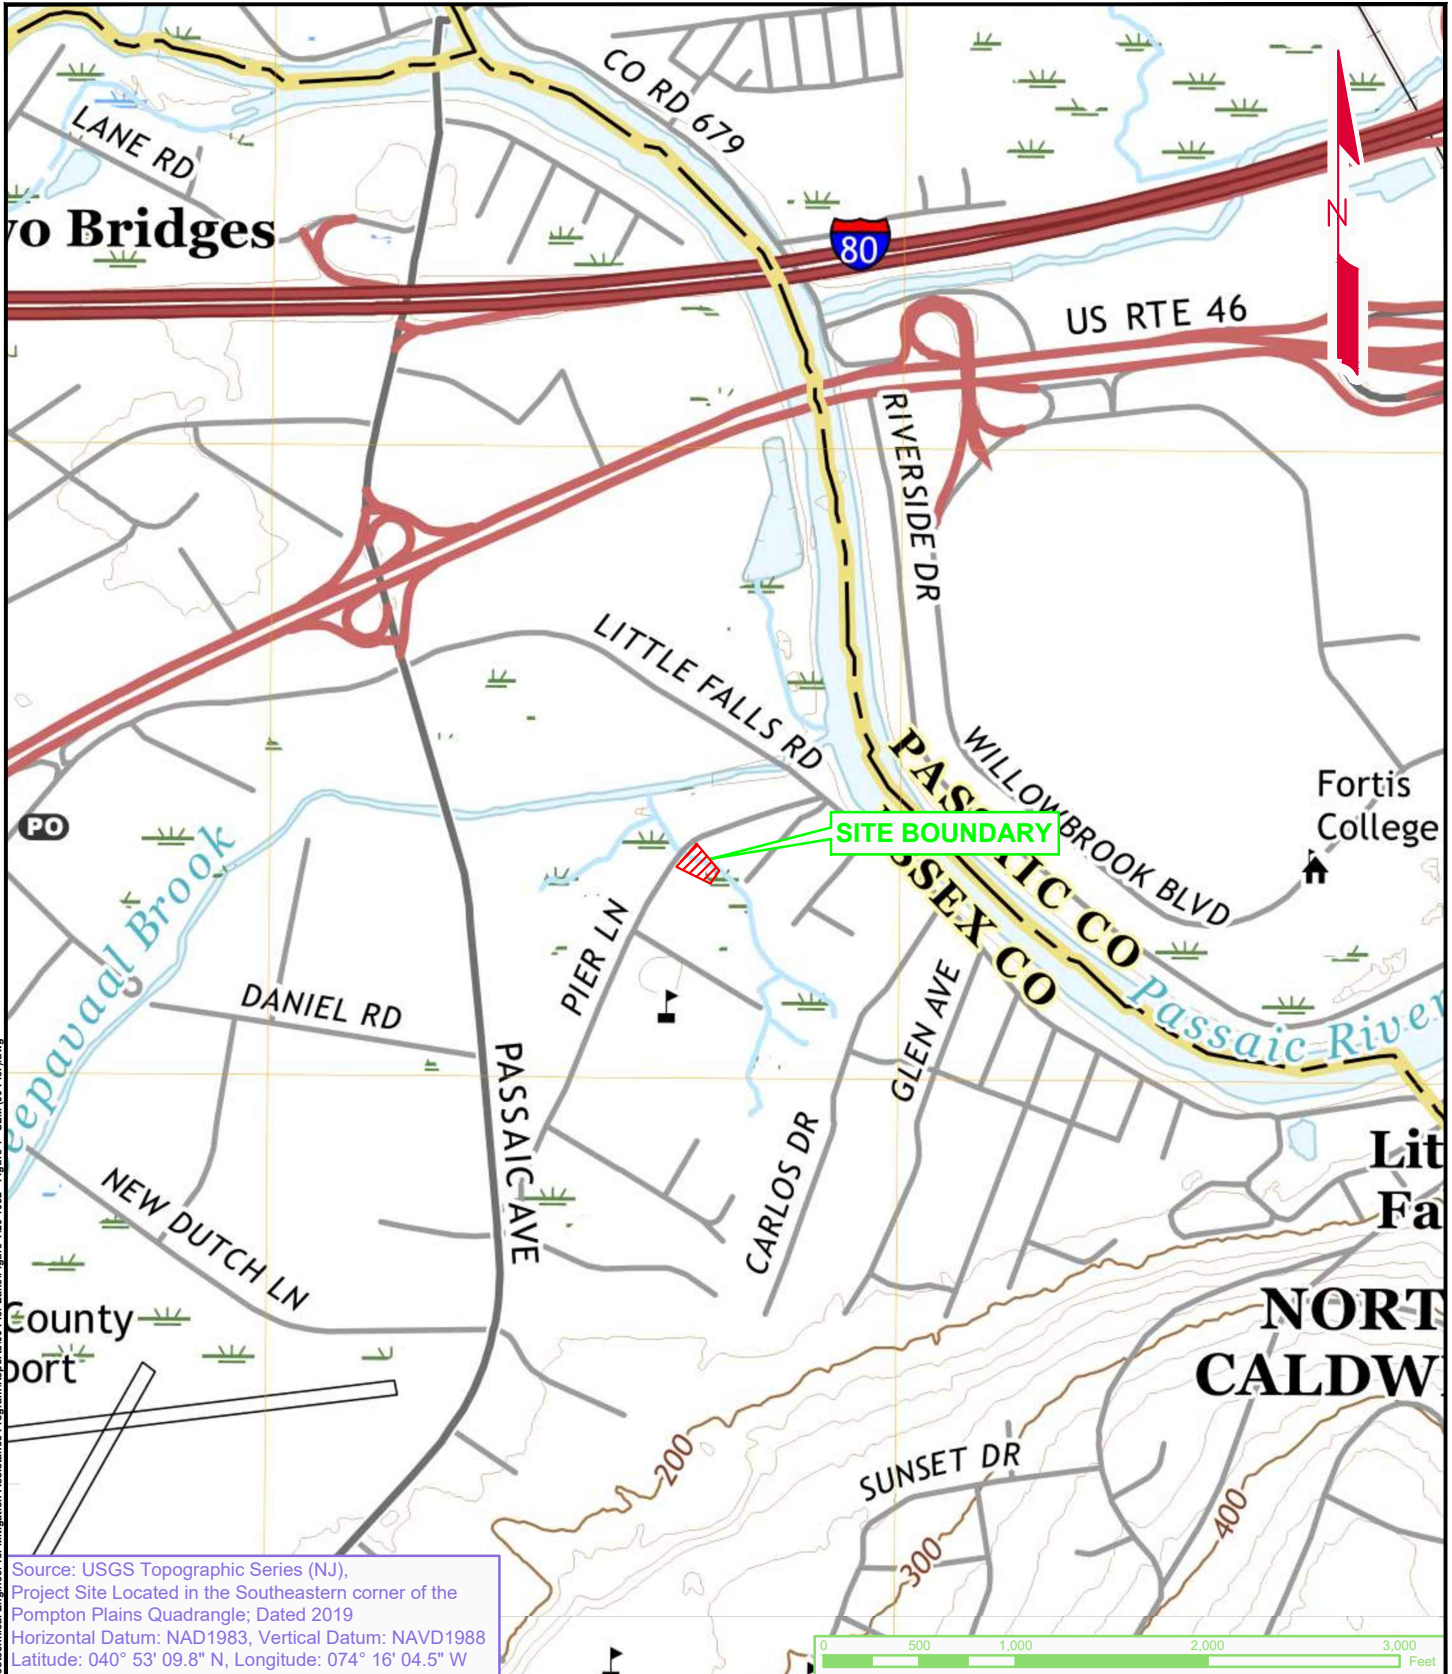 CO RD 679
LANE RD
vo Bridges
80
N
US RTE 46
RIVERSIDE DR
LITTLE FALLS RD
PASSAIC CO
WILLOWBROOK BLVD
Fortis
College
PO
SITE BOUNDARY
ESSEX CO
eepavaal Brook
PIER LN
DANIEL RD
GLEN AVE
Passaic River
PASSAIC AVE
CARLOS DR
Lit
Fa
NEW DUTCH LN
County
port
NORT
CALDW
200
SUNSET DR
300
400
Source: USGS Topographic Series (NJ),
Project Site Located in the Southeastern corner of the
Pompton Plains Quadrangle; Dated 2019
Horizontal Datum: NAD1983, Vertical Datum: NAVD1988
Latitude: 040° 53' 09.8" N, Longitude: 074° 16' 04.5" W
0 500 1,000 2,000 3,000
Feet